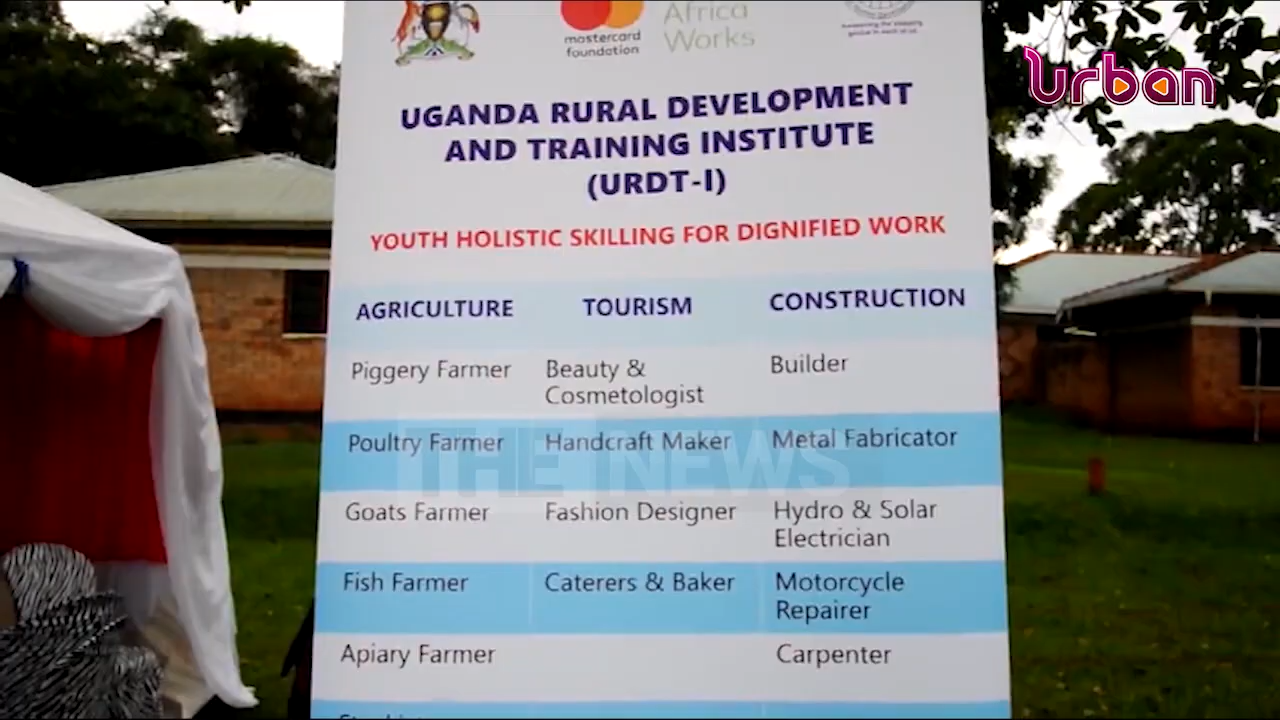 urban
mastercard
foundation
Africa
Works
UGANDA RURAL DEVELOPMENT
AND TRAINING INSTITUTE
(URDT-I)
YOUTH HOLISTIC SKILLING FOR DIGNIFIED WORK
AGRICULTURE TOURISM CONSTRUCTION
Piggery Farmer Beauty & Builder
Cosmetologist
Poultry Farmer Handcraft Maker Metal Fabricator
THE NEWS
Goats Farmer Fashion Designer Hydro & Solar
Electrician
Fish Farmer Caterers & Baker Motorcycle
Repairer
Apiary Farmer Carpenter